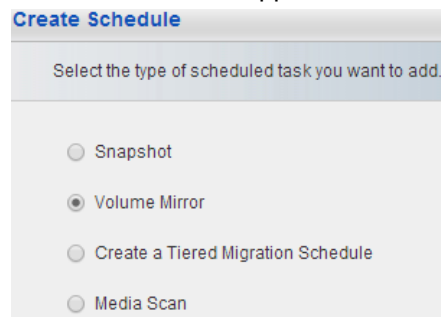 Create Schedule
Select the type of scheduled task you want to add.
Snapshot
Volume Mirror
Create a Tiered Migration Schedule
Media Scan